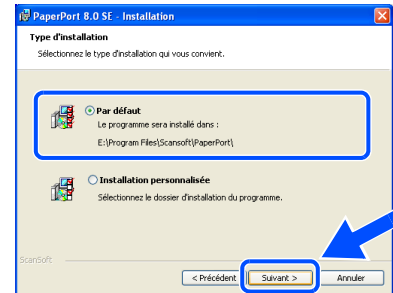 PaperPort 8.0 SE - Installation
Type d'installation
Sélectionnez le type d'installation qui vous convient.
Par défaut
Le programme sera installé dans :
E:\Program Files\Scansoft\PaperPort\
Installation personnalisée
Sélectionnez le dossier d'installation du programme.
ScanSoft
< Précédent Suivant > Annuler